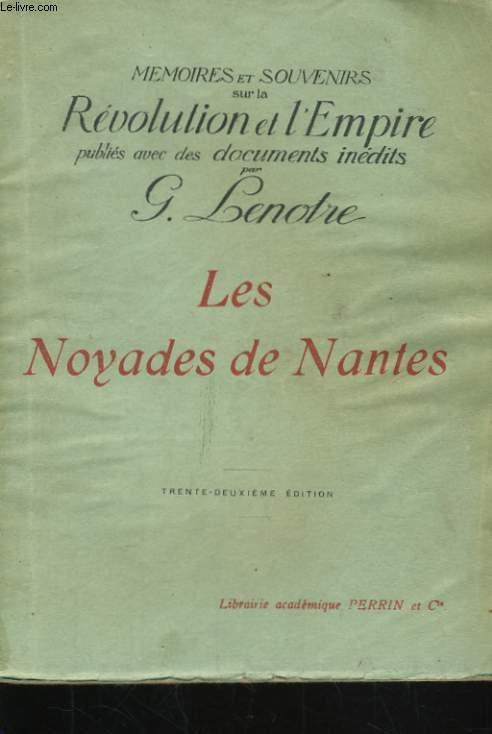 Le-livre.com
MEMOIRES ET SOUVENIRS
sur la
Révolution et l'Empire
publiés avec des documents inédits
par
G. Lenotre
Les
Noyades de Nantes
TRENTE-DEUXIÈME ÉDITION
Librairie académique PERRIN et Cie